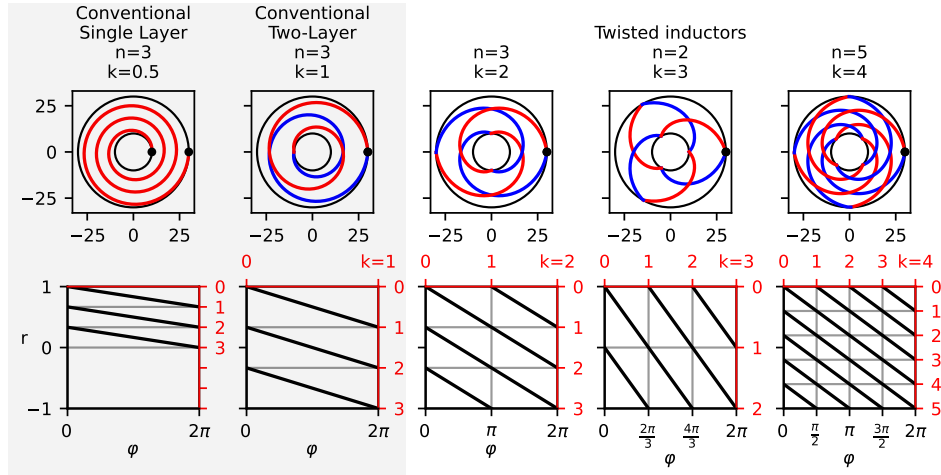 Conventional
Single Layer
n=3
k=0.5
Conventional
Two-Layer
n=3
k=1
Twisted inductors
n=3
k=2
n=2
k=3
n=5
k=4
25
0
−25
−25 0 25
−25 0 25
−25 0 25
−25 0 25
−25 0 25
0 k=1
0 1 k=2
0 1 2 k=3
0 1 2 3 k=4
1
0
−1
r
0
1
2
3
0
1
2
3
0
1
2
3
0
1
2
0
1
2
3
4
5
0 2π
φ
0 2π
0 π 2π
φ
0 2π/3 4π/3 2π
φ
0 π/2 π 3π/2 2π
φ